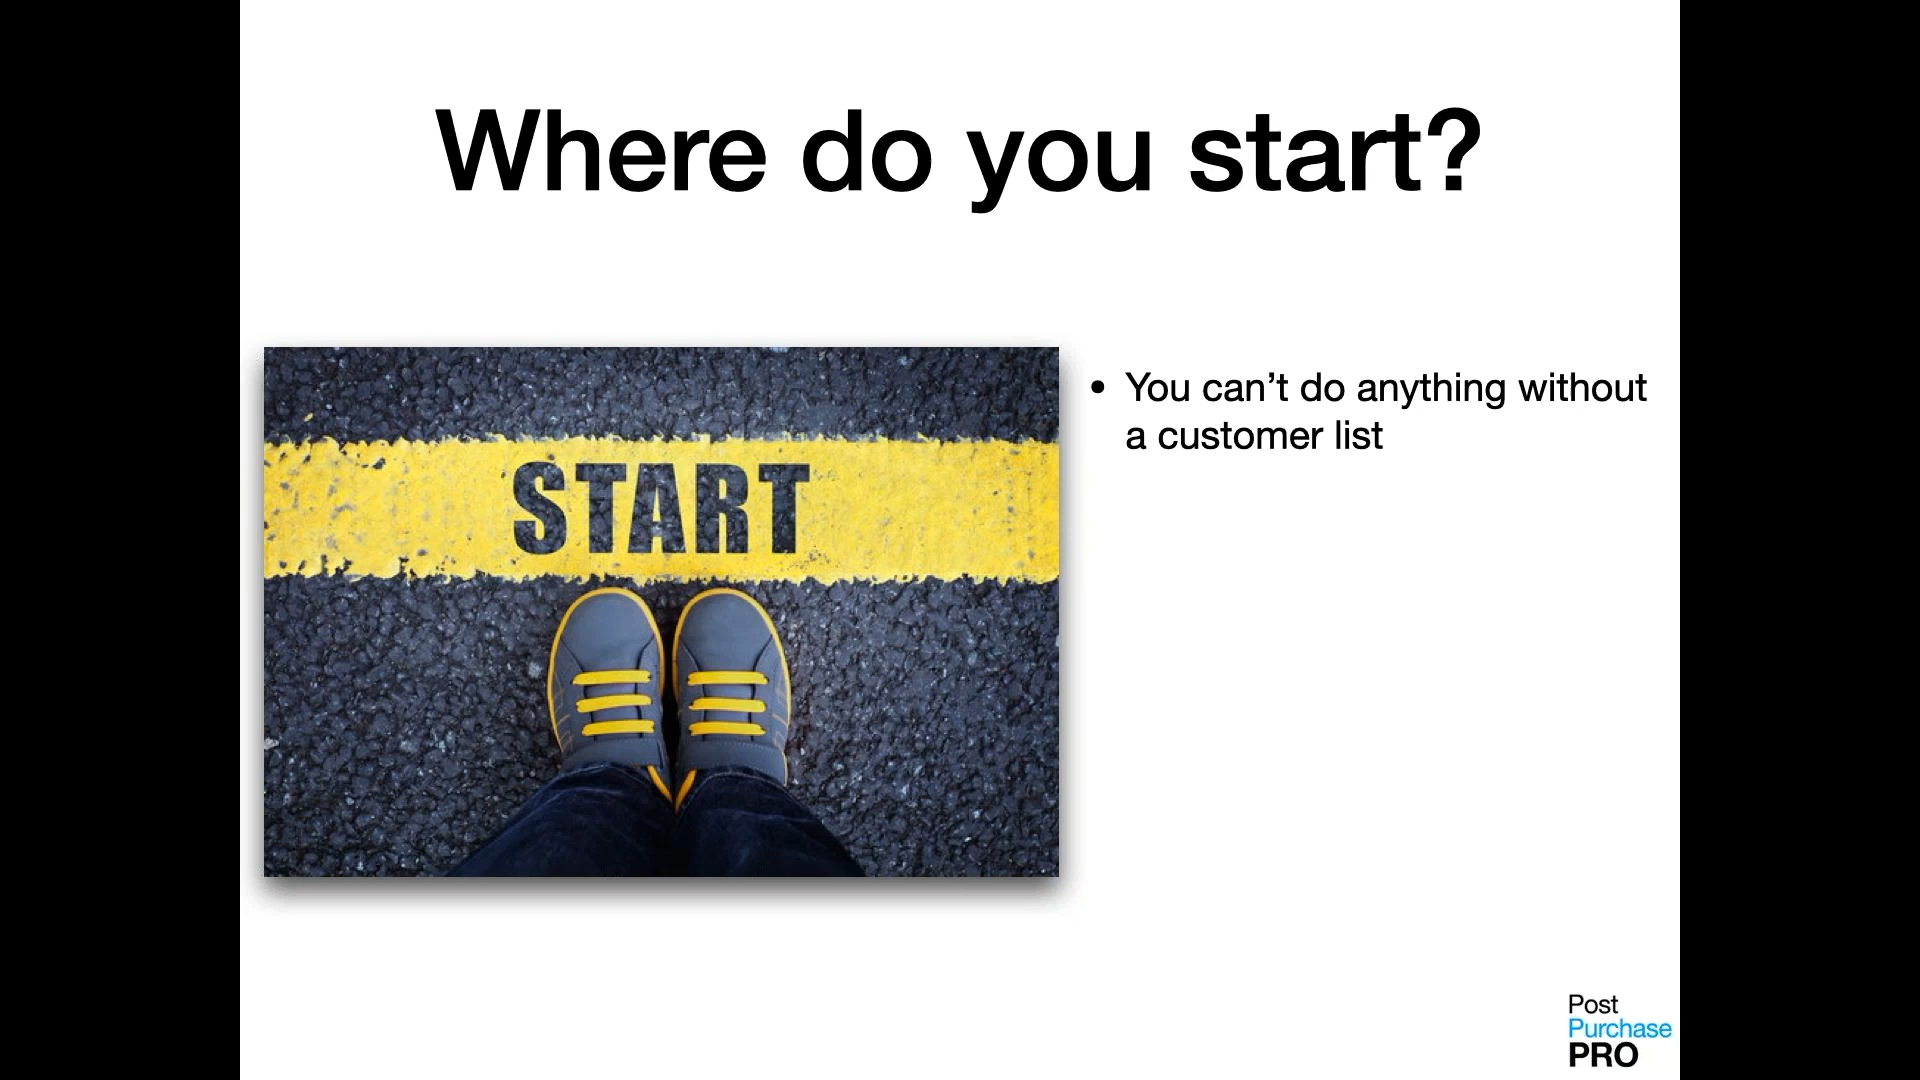 Where do you start?
START
• You can’t do anything without
a customer list
Post
Purchase
PRO